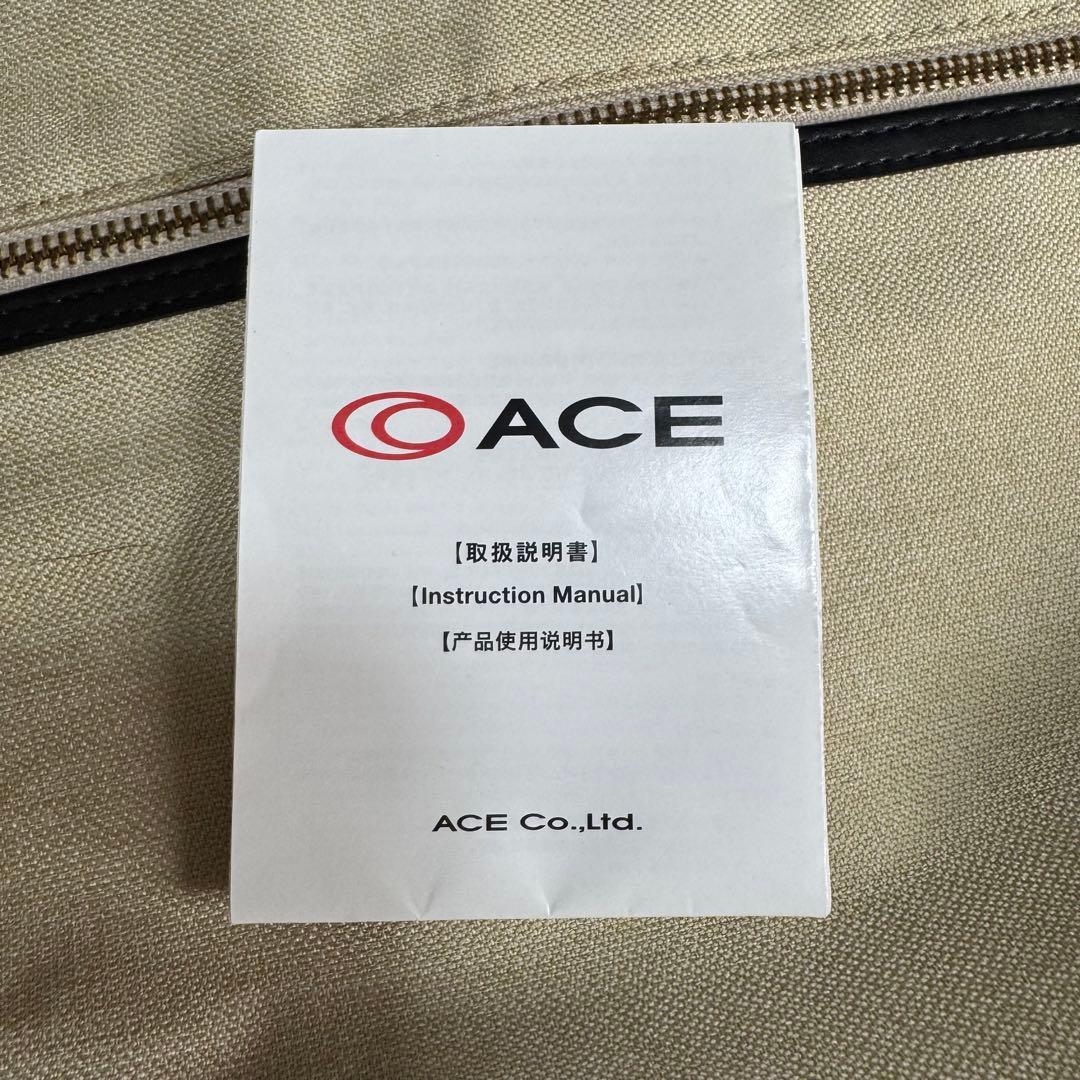 ACE
【取扱説明書】
【Instruction Manual】
【产品使用说明书】
ACE Co.,Ltd.